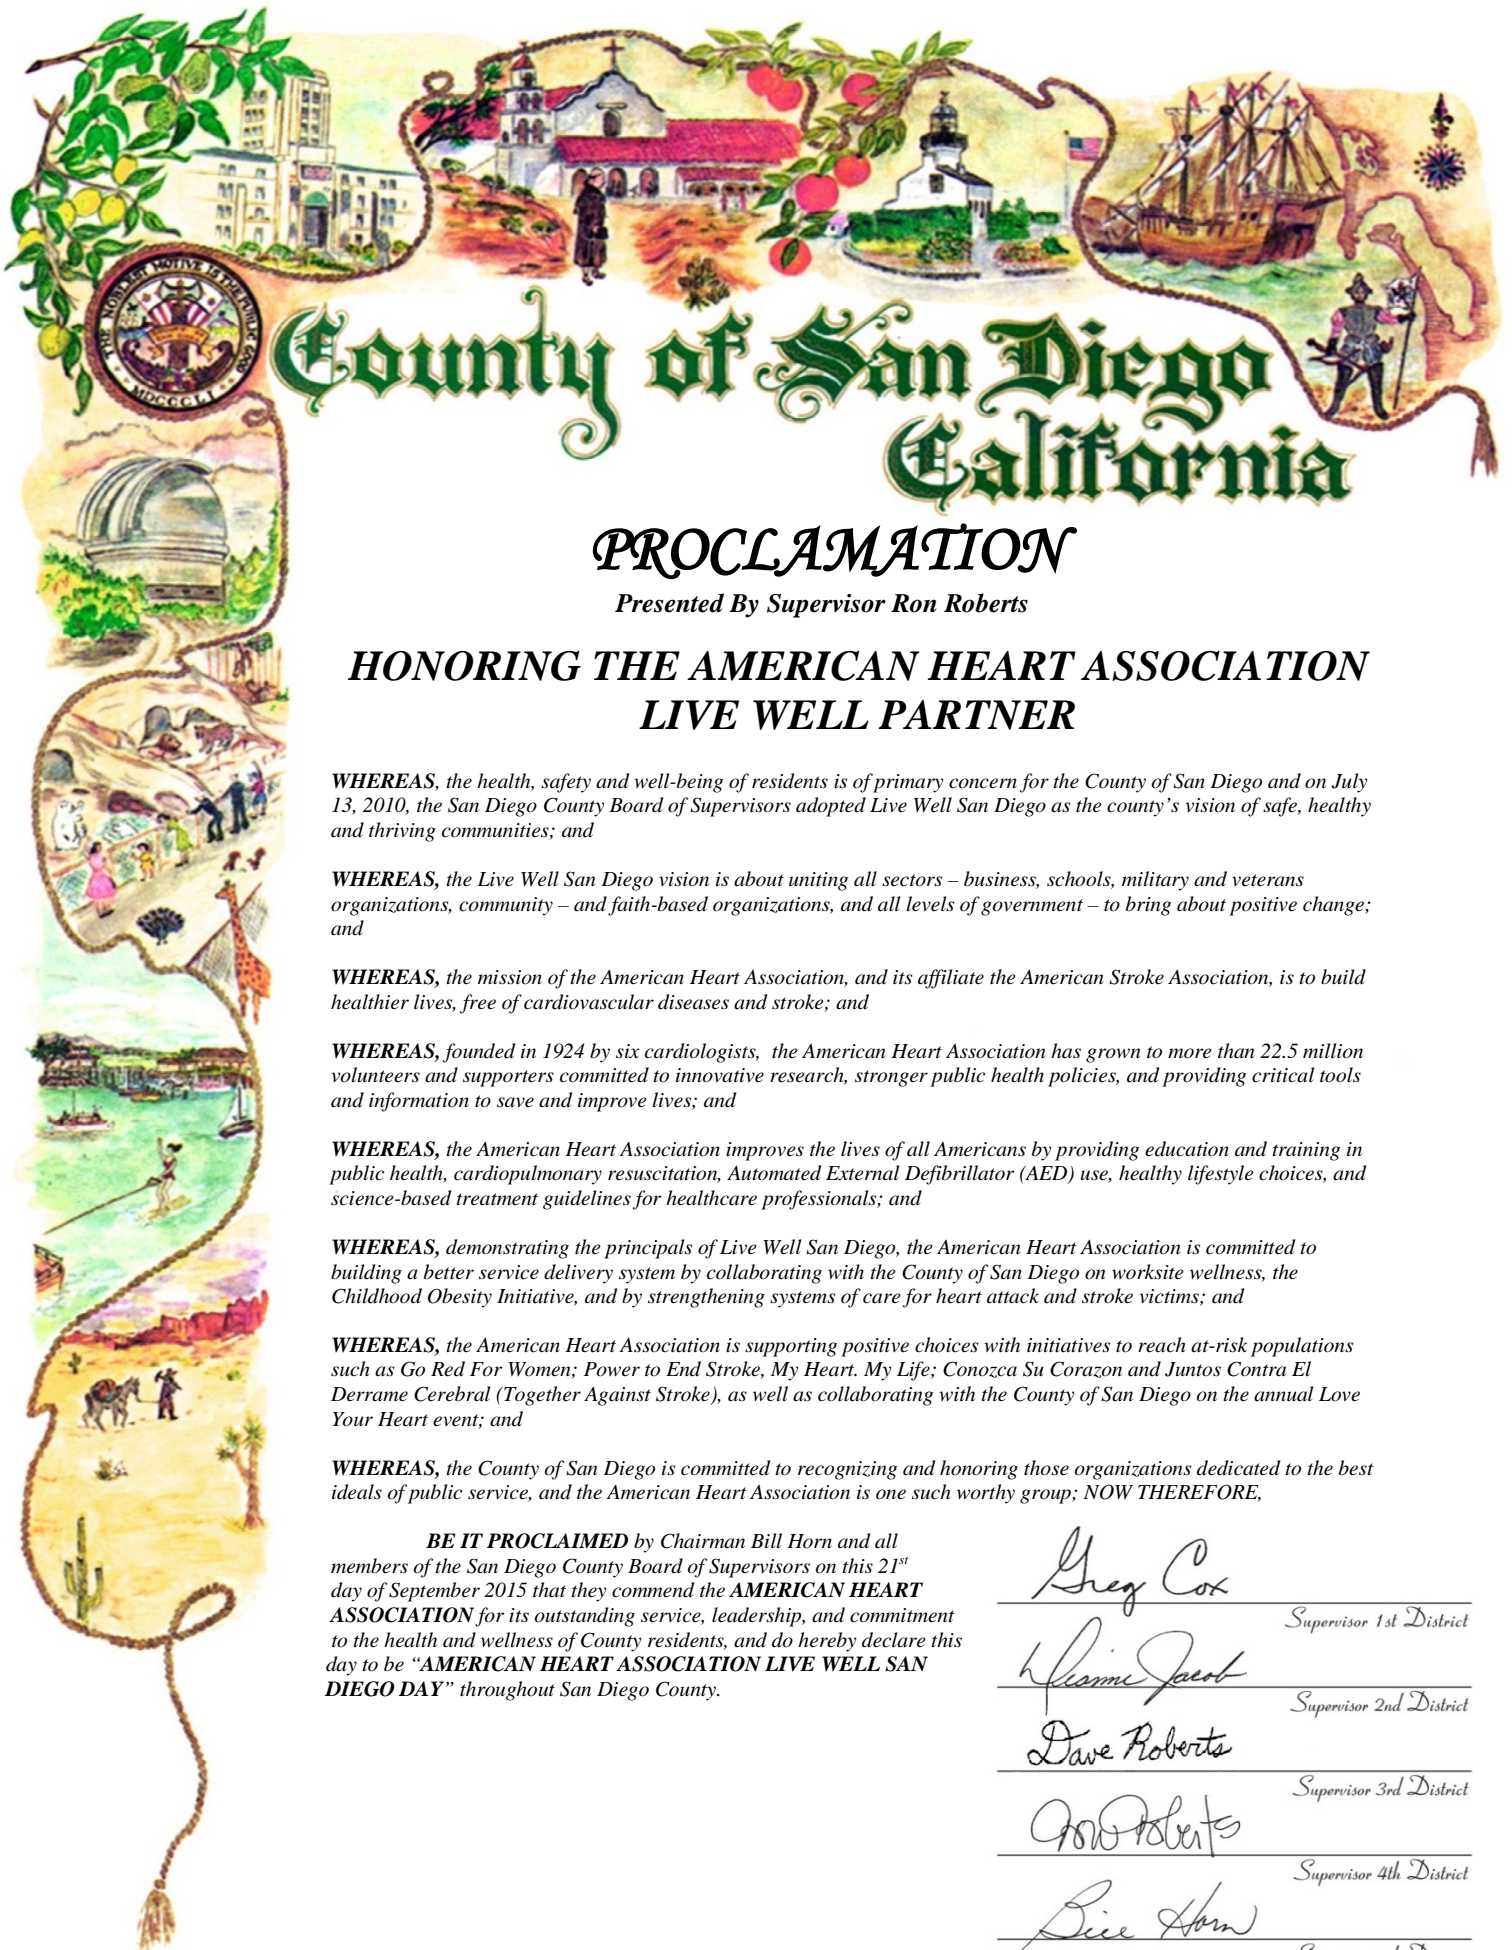 THE NOBLEST MOTIVE IS THE PUBLIC GOOD
MDCCCLI
County of San Diego
California
PROCLAMATION
Presented By Supervisor Ron Roberts
HONORING THE AMERICAN HEART ASSOCIATION
LIVE WELL PARTNER
WHEREAS, the health, safety and well-being of residents is of primary concern for the County of San Diego and on July
13, 2010, the San Diego County Board of Supervisors adopted Live Well San Diego as the county’s vision of safe, healthy
and thriving communities; and
WHEREAS, the Live Well San Diego vision is about uniting all sectors – business, schools, military and veterans
organizations, community – and faith-based organizations, and all levels of government – to bring about positive change;
and
WHEREAS, the mission of the American Heart Association, and its affiliate the American Stroke Association, is to build
healthier lives, free of cardiovascular diseases and stroke; and
WHEREAS, founded in 1924 by six cardiologists, the American Heart Association has grown to more than 22.5 million
volunteers and supporters committed to innovative research, stronger public health policies, and providing critical tools
and information to save and improve lives; and
WHEREAS, the American Heart Association improves the lives of all Americans by providing education and training in
public health, cardiopulmonary resuscitation, Automated External Defibrillator (AED) use, healthy lifestyle choices, and
science-based treatment guidelines for healthcare professionals; and
WHEREAS, demonstrating the principals of Live Well San Diego, the American Heart Association is committed to
building a better service delivery system by collaborating with the County of San Diego on worksite wellness, the
Childhood Obesity Initiative, and by strengthening systems of care for heart attack and stroke victims; and
WHEREAS, the American Heart Association is supporting positive choices with initiatives to reach at-risk populations
such as Go Red For Women; Power to End Stroke, My Heart. My Life; Conozca Su Corazon and Juntos Contra El
Derrame Cerebral (Together Against Stroke), as well as collaborating with the County of San Diego on the annual Love
Your Heart event; and
WHEREAS, the County of San Diego is committed to recognizing and honoring those organizations dedicated to the best
ideals of public service, and the American Heart Association is one such worthy group; NOW THEREFORE,
BE IT PROCLAIMED by Chairman Bill Horn and all
members of the San Diego County Board of Supervisors on this 21st
day of September 2015 that they commend the AMERICAN HEART
ASSOCIATION for its outstanding service, leadership, and commitment
to the health and wellness of County residents, and do hereby declare this
day to be “AMERICAN HEART ASSOCIATION LIVE WELL SAN
DIEGO DAY” throughout San Diego County.
Greg Cox
Supervisor 1st District
Dianne Jacob
Supervisor 2nd District
Dave Roberts
Supervisor 3rd District
Ron Roberts
Supervisor 4th District
Bill Horn